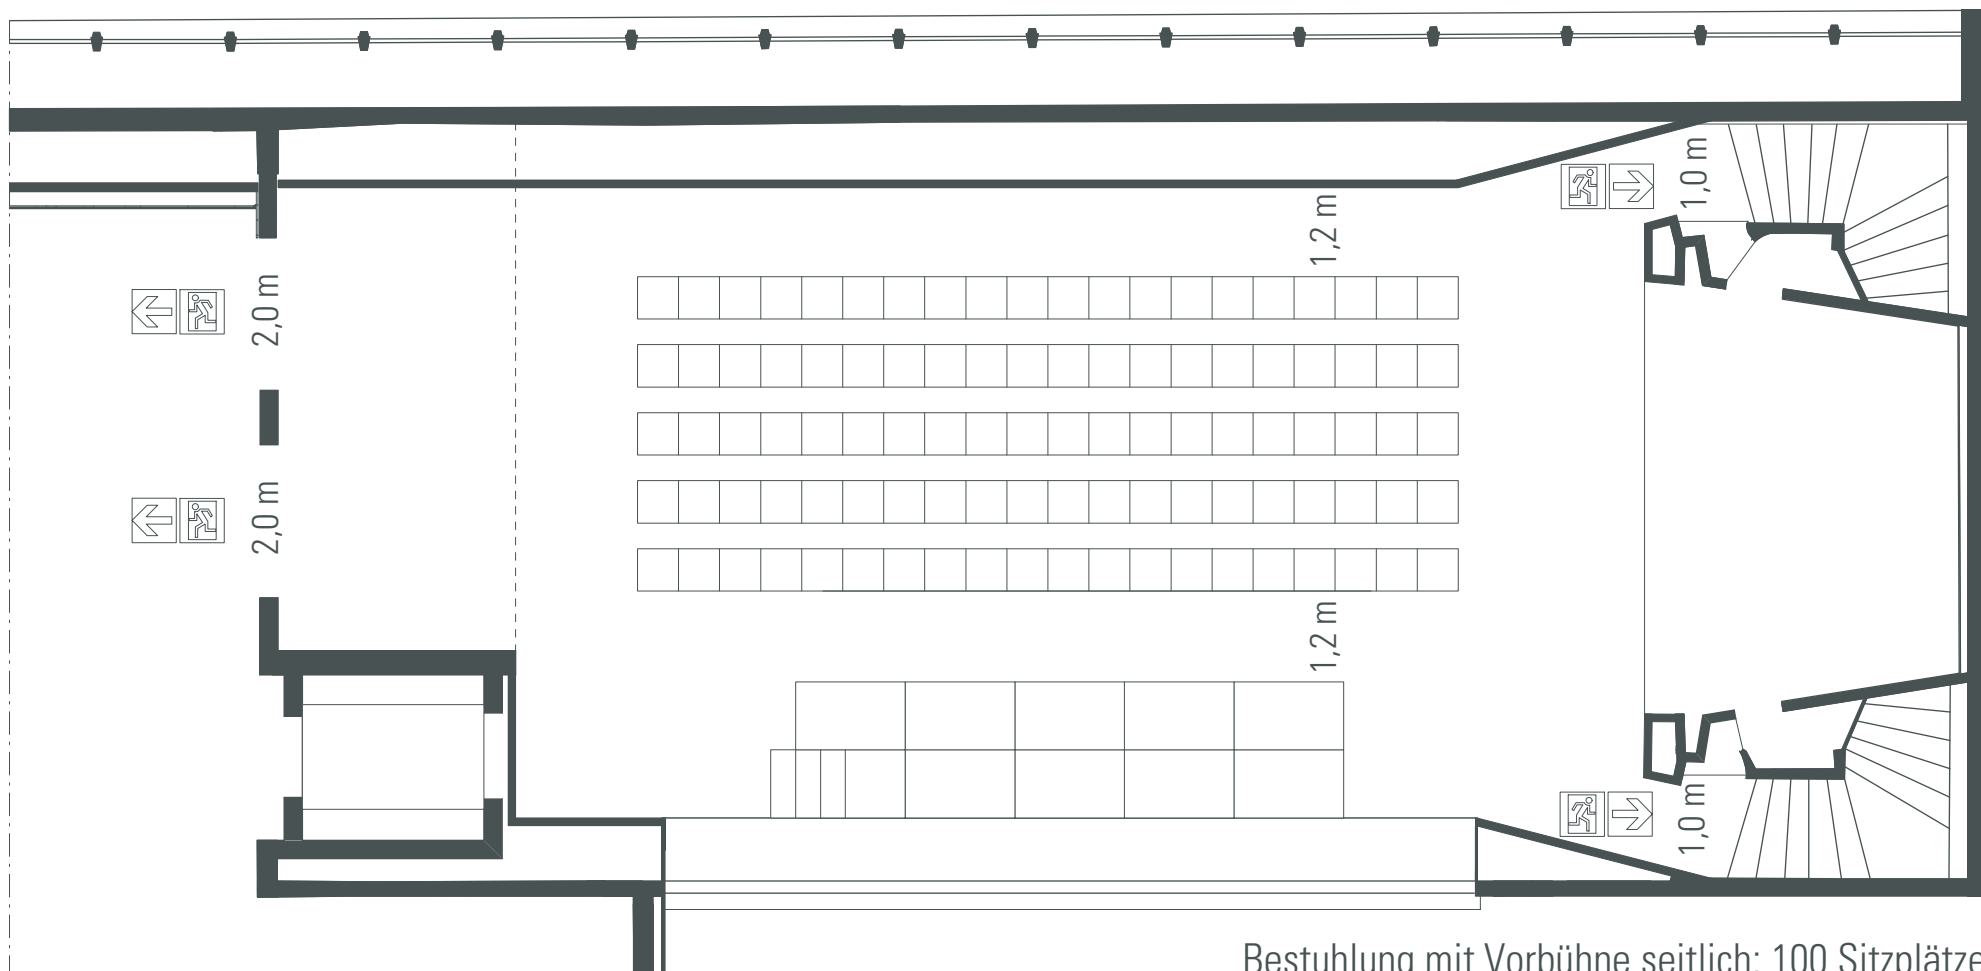 1,2 m
1,0 m
2,0 m
2,0 m
1,2 m
1,0 m
Bestuhlung mit Vorbühne seitlich: 100 Sitzplätze